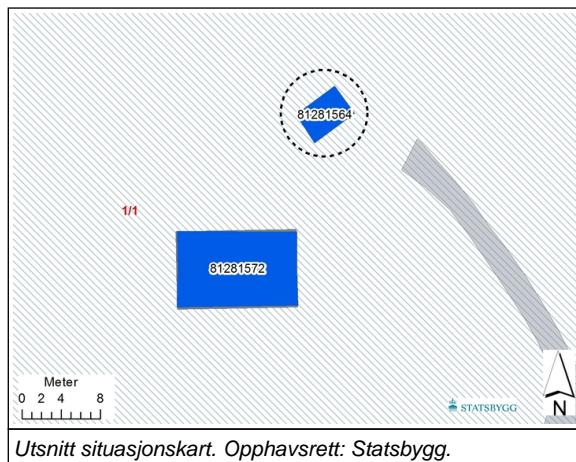 81281564
1/1
81281572
Meter
0 2 4 8
STATSBYGG
N
Utsnitt situasjonskart. Opphavsrett: Statsbygg.